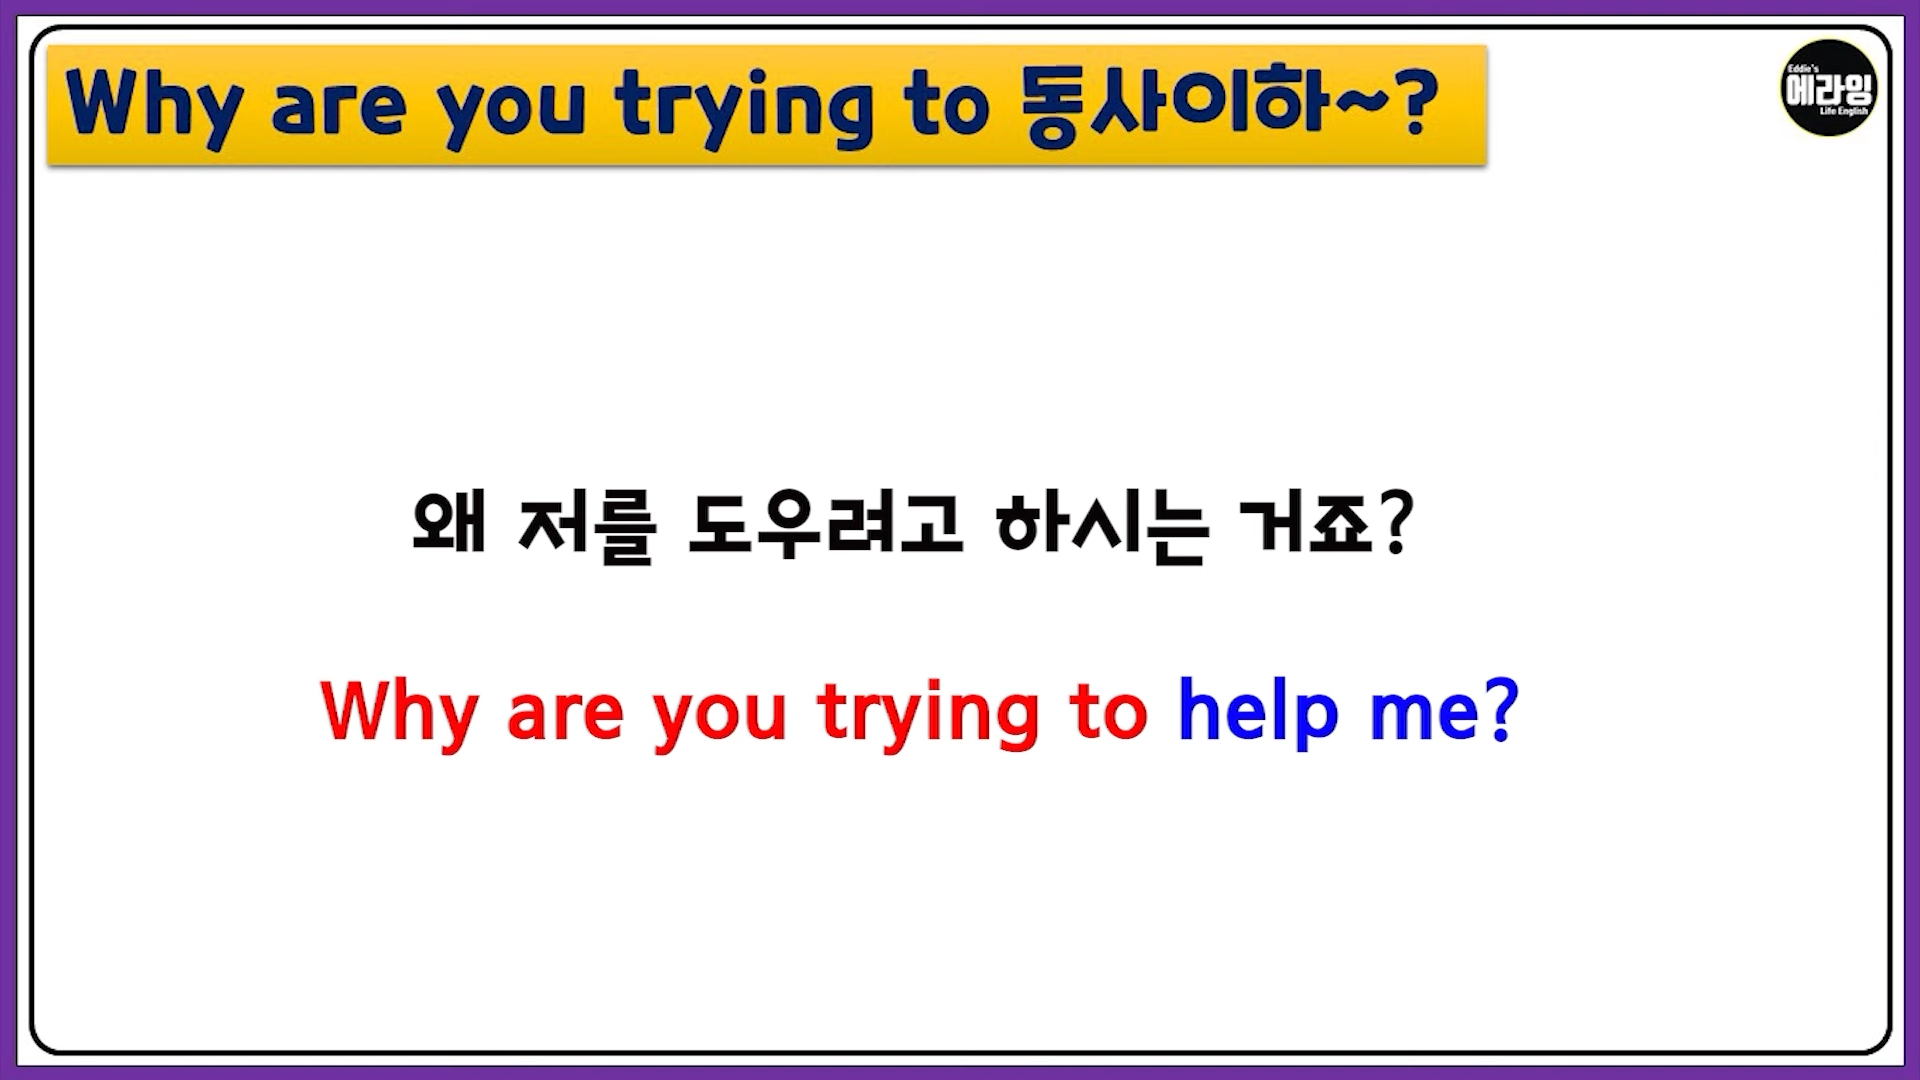 Why are you trying to 동사이하~?
Eddie's
에라잉
Life English
왜 저를 도우려고 하시는 거죠?
Why are you trying to help me?